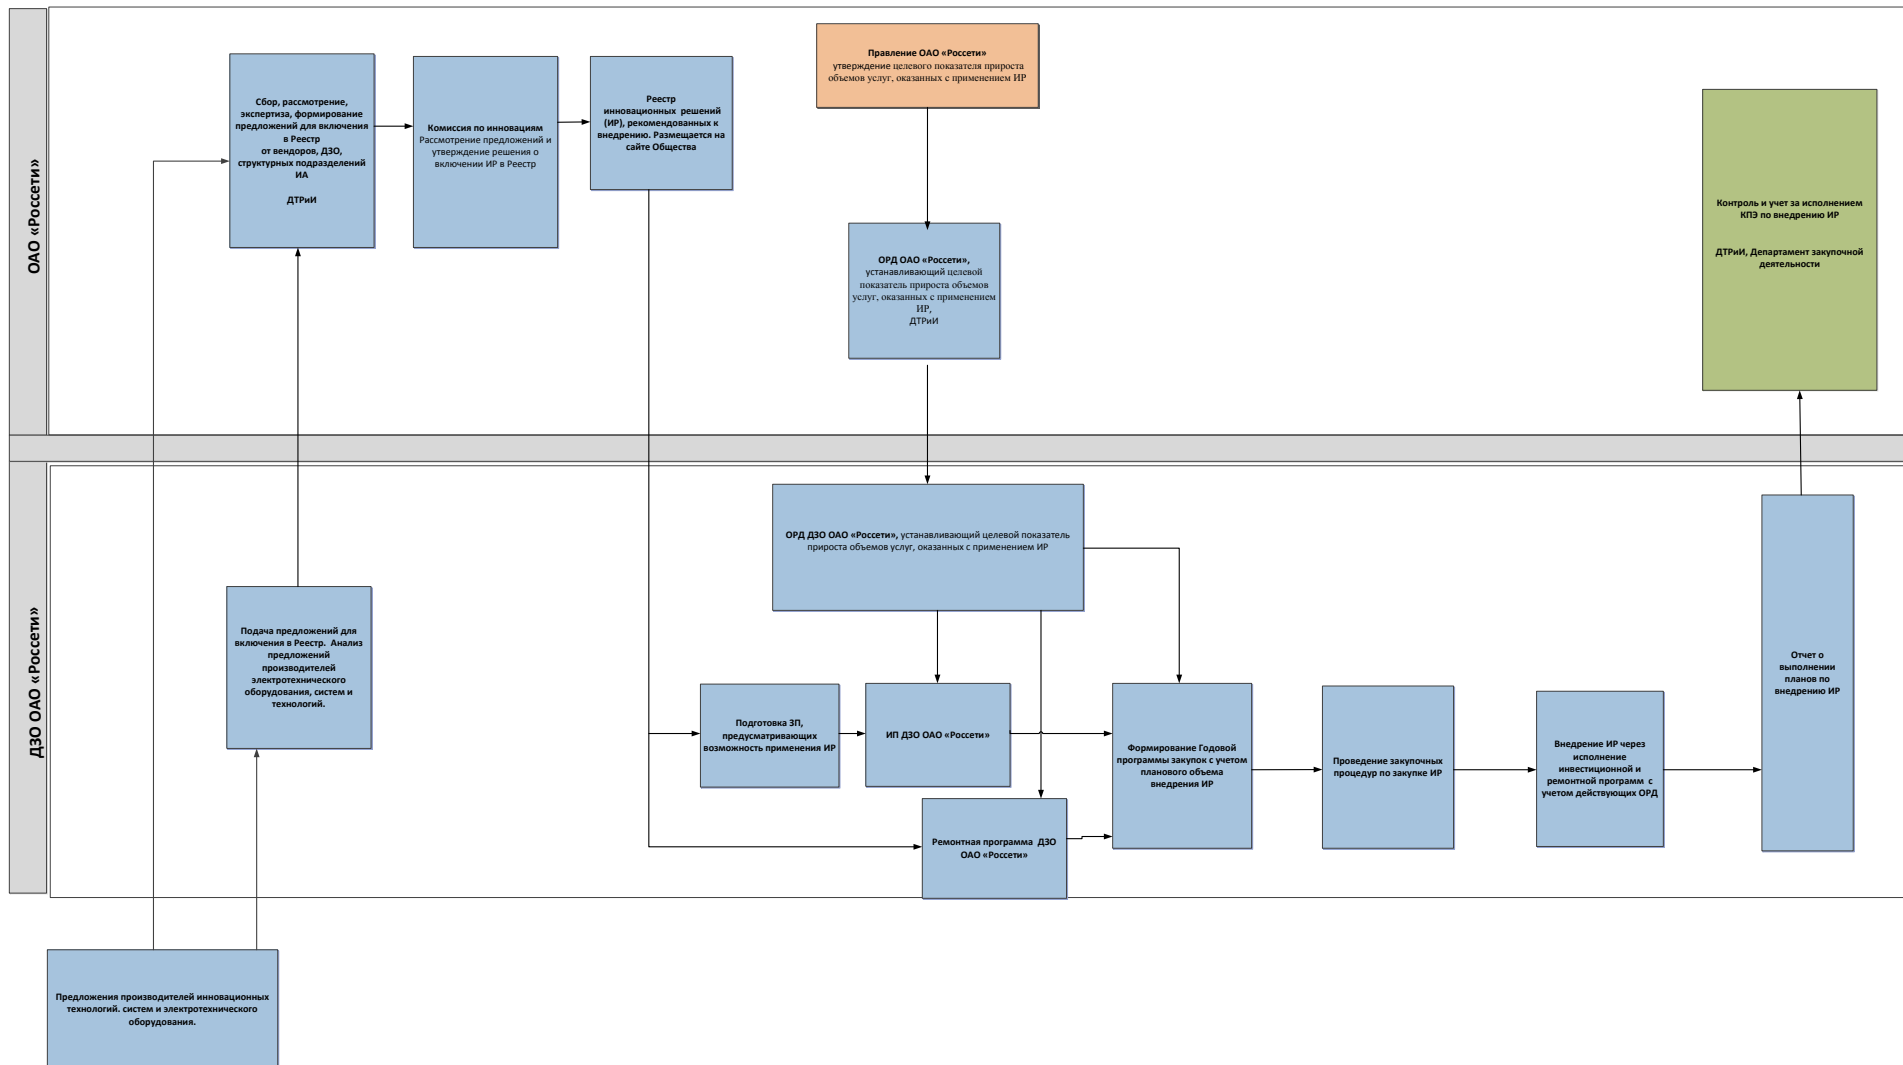 ОАО «Россети»
Сбор, рассмотрение,
экспертиза, формирование
предложений для включения
в Реестр
от вендоров, ДЗО,
структурных подразделений
ИА
ДТРиИ
Комиссия по инновациям
Рассмотрение предложений и
утверждение решения о
включении ИР в Реестр
Реестр
инновационных решений
(ИР), рекомендованных к
внедрению. Размещается на
сайте Общества
Правление ОАО «Россети»
утверждение целевого показателя прироста
объемов услуг, оказанных с применением ИР
ОРД ОАО «Россети»,
устанавливающий целевой
показатель прироста объемов
услуг, оказанных с применением
ИР,
ДТРиИ
Контроль и учет за исполнением
КПЭ по внедрению ИР
ДТРиИ, Департамент закупочной
деятельности
ДЗО ОАО «Россети»
Подача предложений для
включения в Реестр. Анализ
предложений
производителей
электротехнического
оборудования, систем и
технологий.
ОРД ДЗО ОАО «Россети», устанавливающий целевой показатель
прироста объемов услуг, оказанных с применением ИР
Подготовка ЗП,
предусматривающих
возможность применения ИР
ИП ДЗО ОАО «Россети»
Ремонтная программа ДЗО
ОАО «Россети»
Формирование Годовой
программы закупок с учетом
планового объема
внедрения ИР
Проведение закупочных
процедур по закупке ИР
Внедрение ИР через
исполнение
инвестиционной и
ремонтной программ с
учетом действующих ОРД
Отчет о
выполнении
планов по
внедрению ИР
Предложения производителей инновационных
технологий. систем и электротехнического
оборудования.